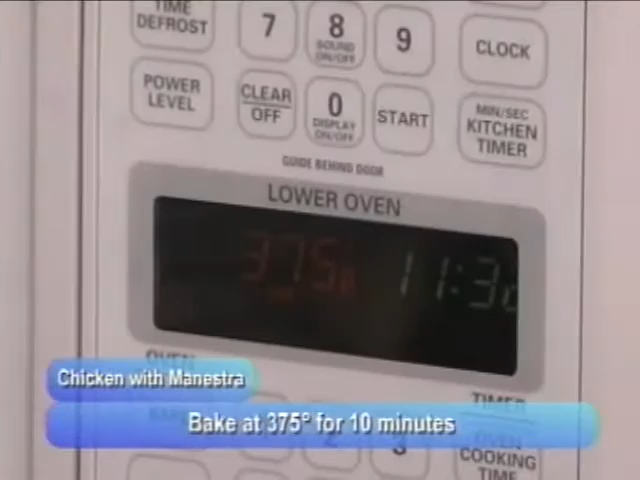 TIME
DEFROST
7
8
SOUND
ON/OFF
9
CLOCK
POWER
LEVEL
CLEAR
OFF
0
DISPLAY
ON/OFF
START
MIN/SEC
KITCHEN
TIMER
GUIDE BEHIND DOOR
LOWER OVEN
375 11:30
OVEN
Chicken with Manestra
TIMER
Bake at 375° for 10 minutes
2
3
OVEN
COOKING
TIME